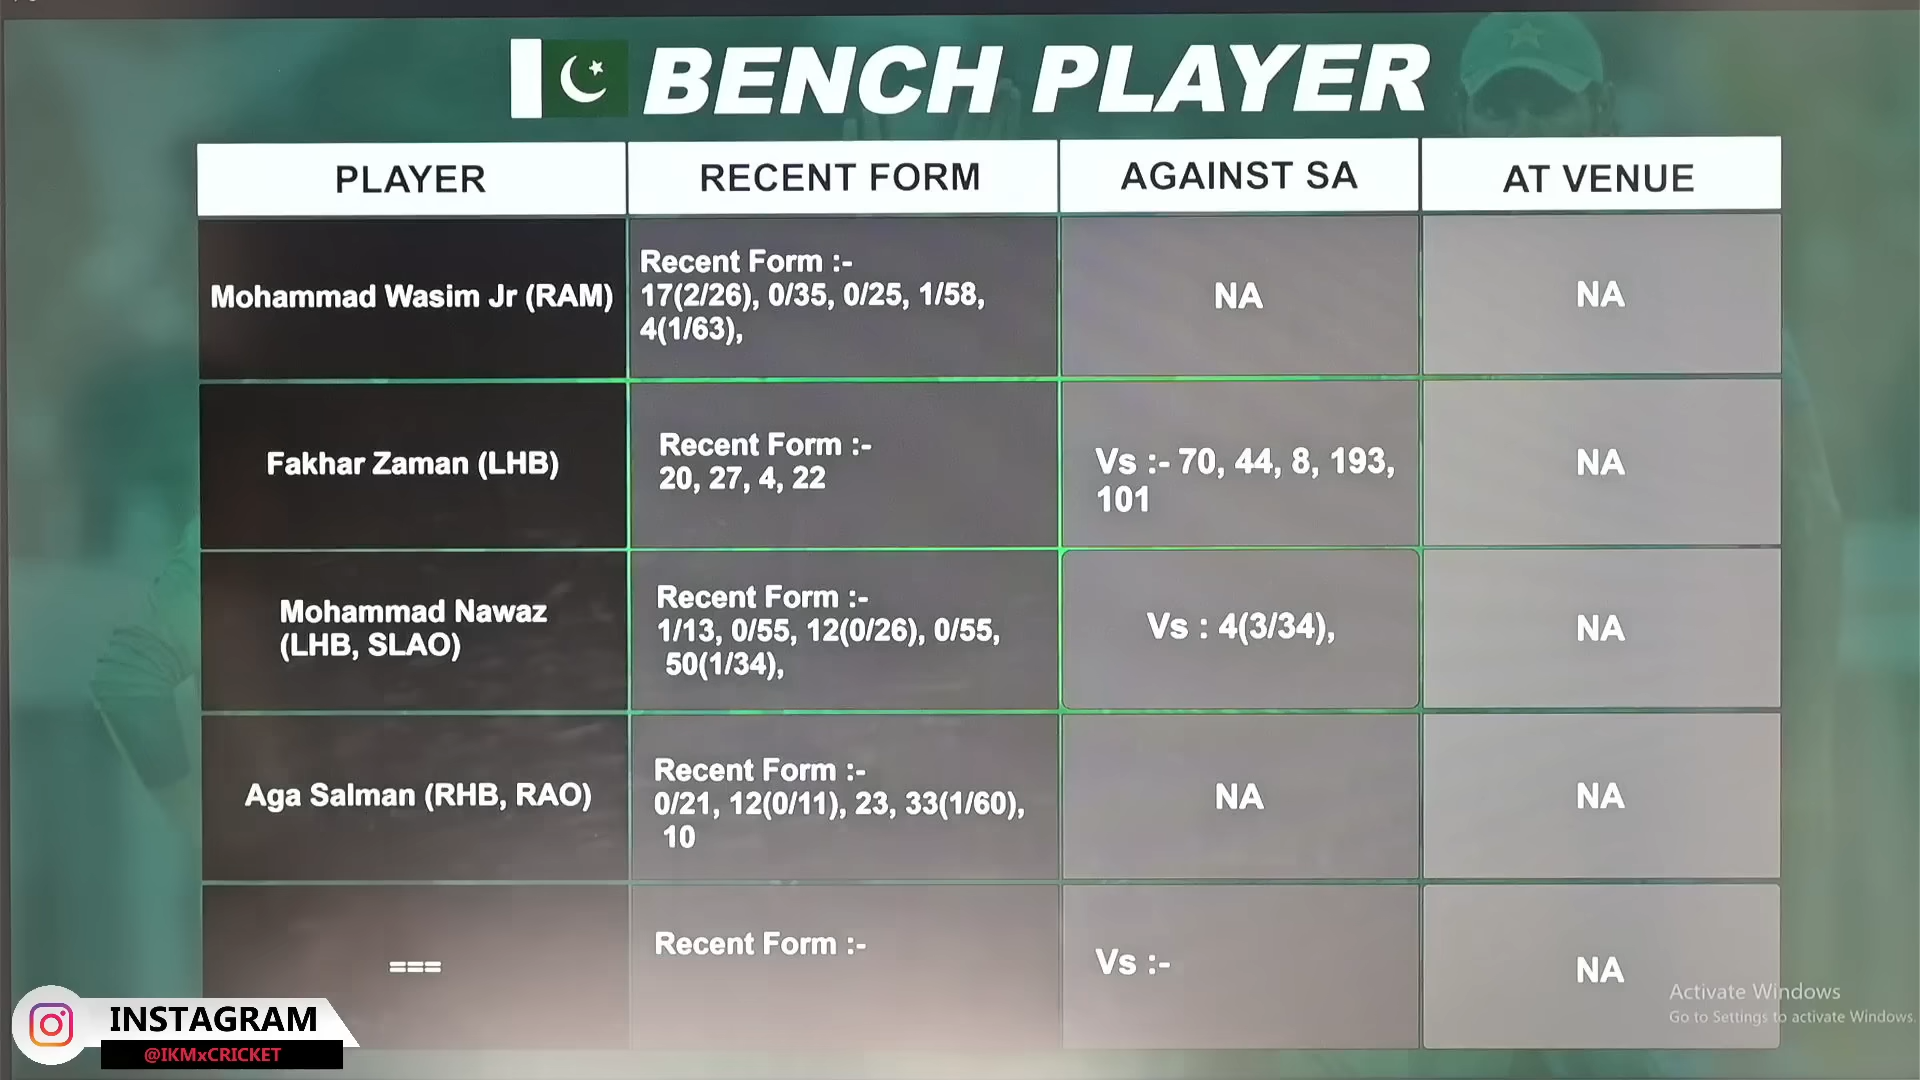 BENCH PLAYER
PLAYER
RECENT FORM
AGAINST SA
AT VENUE
Mohammad Wasim Jr (RAM)
Recent Form :-
17(2/26), 0/35, 0/25, 1/58,
4(1/63),
NA
NA
Fakhar Zaman (LHB)
Recent Form :-
20, 27, 4, 22
Vs :- 70, 44, 8, 193,
101
NA
Mohammad Nawaz
(LHB, SLAO)
Recent Form :-
1/13, 0/55, 12(0/26), 0/55,
50(1/34),
Vs : 4(3/34),
NA
Aga Salman (RHB, RAO)
Recent Form :-
0/21, 12(0/11), 23, 33(1/60),
10
NA
NA
===
Recent Form :-
Vs :-
NA
Activate Windows
Go to Settings to activate Windows.
INSTAGRAM
@IKMxCRICKET